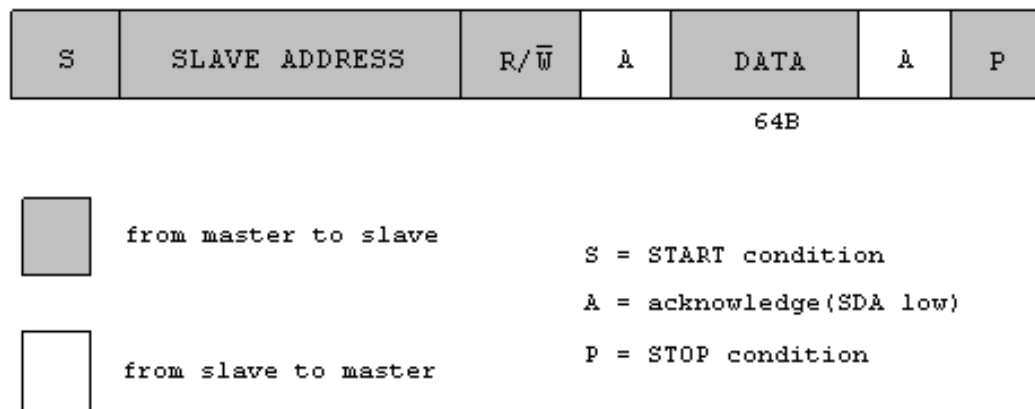 S SLAVE ADDRESS R/W̅ A DATA A P
64B
from master to slave
S = START condition
A = acknowledge(SDA low)
P = STOP condition
from slave to master